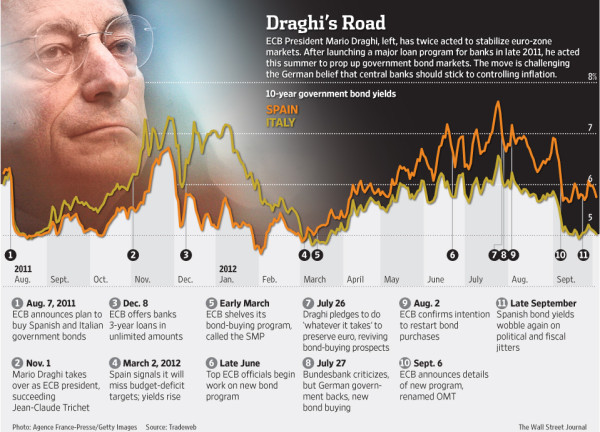 Draghi's Road
ECB President Mario Draghi, left, has twice acted to stabilize euro-zone
markets. After launching a major loan program for banks in late 2011, he acted
this summer to prop up government bond markets. The move is challenging
the German belief that central banks should stick to controlling inflation.
8%
10-year government bond yields
SPAIN
ITALY
7
6
5
1
2
3
4
5
6
7
8
9
10
11
2011
2012
Aug.
Sept.
Oct.
Nov.
Dec.
Jan.
Feb.
March
April
May
June
July
Aug.
Sept.
1 Aug. 7, 2011
ECB announces plan to
buy Spanish and Italian
government bonds
2 Nov. 1
Mario Draghi takes
over as ECB president,
succeeding
Jean-Claude Trichet
3 Dec. 8
ECB offers banks
3-year loans in
unlimited amounts
4 March 2, 2012
Spain signals it will
miss budget-deficit
targets; yields rise
5 Early March
ECB shelves its
bond-buying program,
called the SMP
6 Late June
Top ECB officials begin
work on new bond
program
7 July 26
Draghi pledges to do
'whatever it takes' to
preserve euro, reviving
bond-buying prospects
8 July 27
Bundesbank criticizes,
but German govern-
ment backs, new
bond buying
9 Aug. 2
ECB confirms intention
to restart bond
purchases
10 Sept. 6
ECB announces details
of new program,
renamed OMT
11 Late September
Spanish bond yields
wobble again on
political and fiscal
jitters
Photo: Agence France-Presse/Getty Images
Source: Tradeweb
The Wall Street Journal